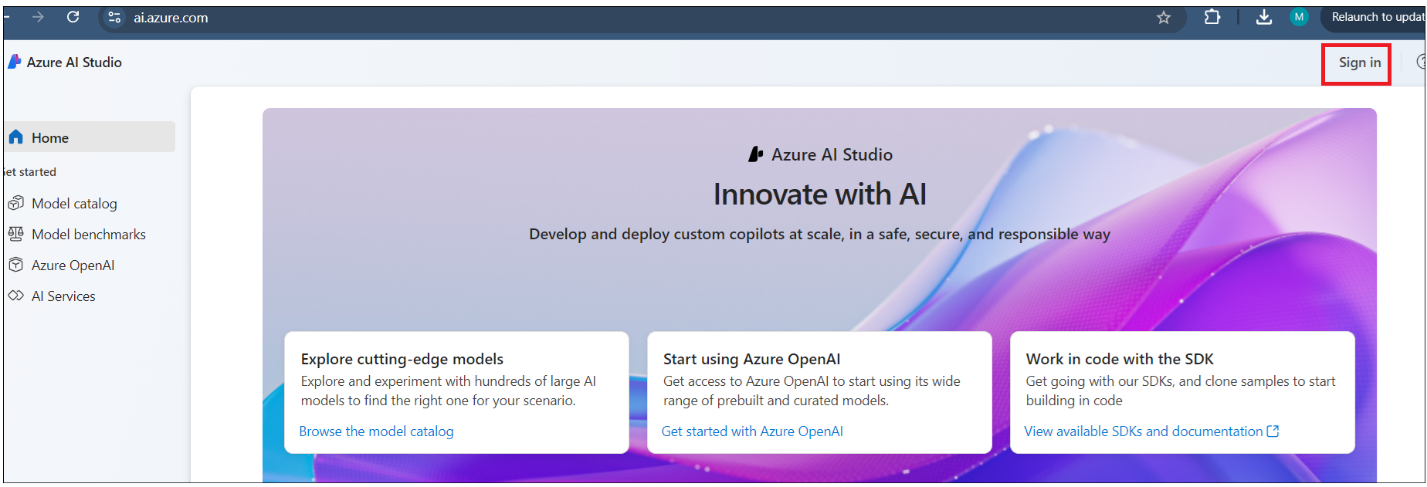 ai.azure.com
M
Relaunch to updat
Azure AI Studio
Sign in
Home
Get started
Model catalog
Model benchmarks
Azure OpenAI
AI Services
Azure AI Studio
Innovate with AI
Develop and deploy custom copilots at scale, in a safe, secure, and responsible way
Explore cutting-edge models
Explore and experiment with hundreds of large AI
models to find the right one for your scenario.
Browse the model catalog
Start using Azure OpenAI
Get access to Azure OpenAI to start using its wide
range of prebuilt and curated models.
Get started with Azure OpenAI
Work in code with the SDK
Get going with our SDKs, and clone samples to start
building in code
View available SDKs and documentation